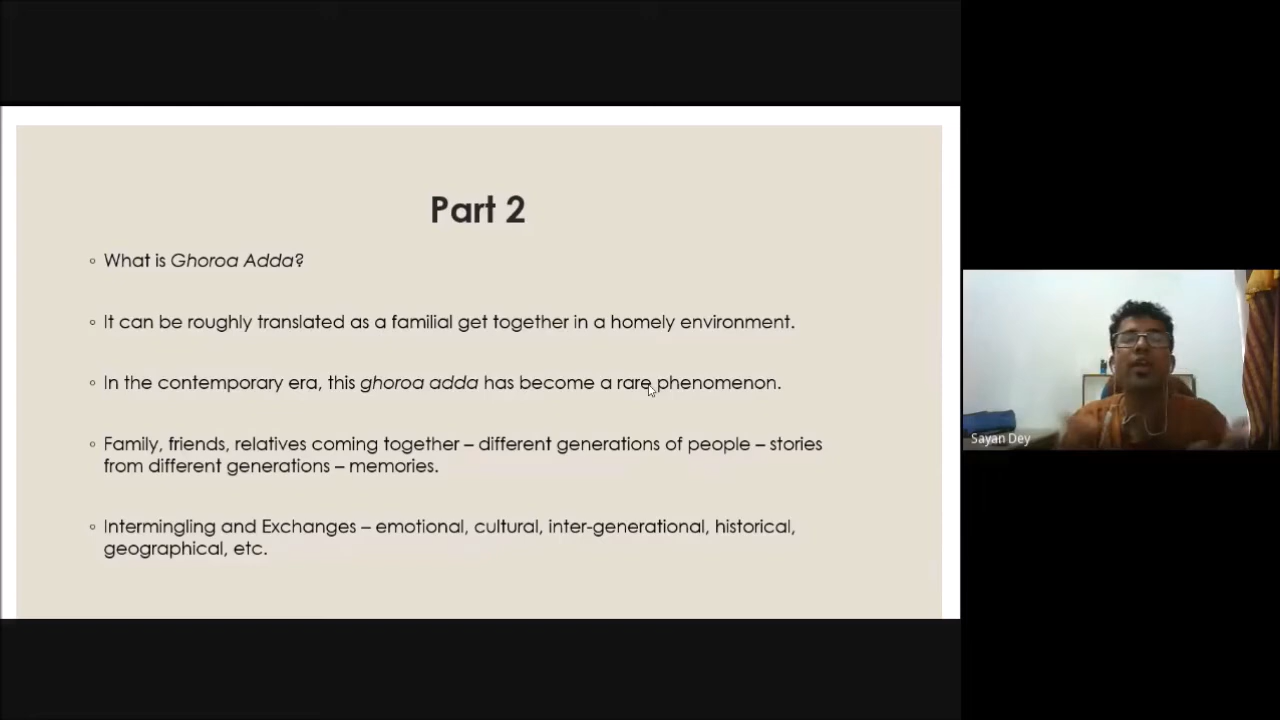 Part 2
◦ What is Ghoroa Adda?
◦ It can be roughly translated as a familial get together in a homely environment.
◦ In the contemporary era, this ghoroa adda has become a rare phenomenon.
◦ Family, friends, relatives coming together – different generations of people – stories
from different generations – memories.
◦ Intermingling and Exchanges – emotional, cultural, inter-generational, historical,
geographical, etc.
Sayan Dey